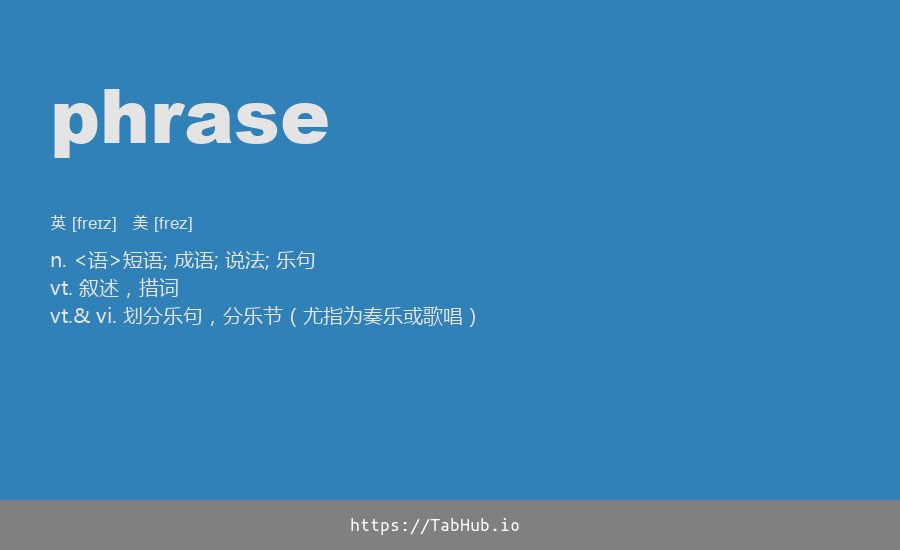 phrase
英 [freɪz] 美 [frez]
n. <语>短语; 成语; 说法; 乐句
vt. 叙述，措词
vt.& vi. 划分乐句，分乐节（尤指为奏乐或歌唱）
https://TabHub.io